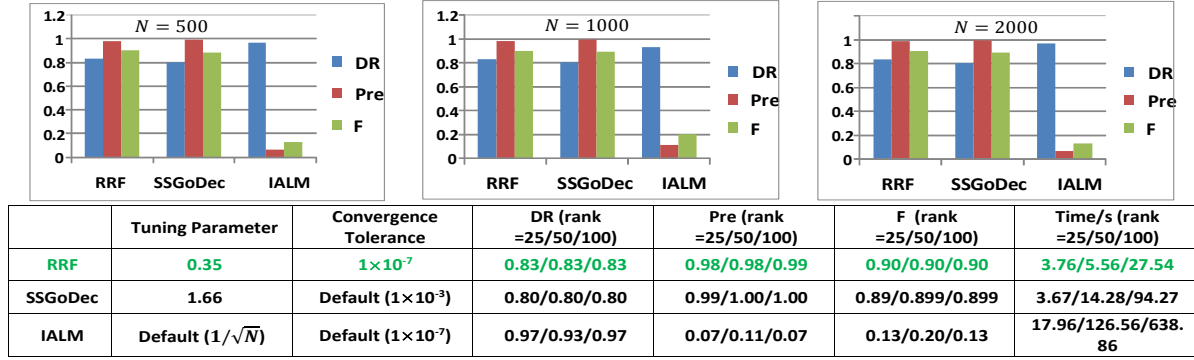 N = 500
1.2
1
0.8
0.6
0.4
0.2
0
RRF SSGoDec IALM
DR
Pre
F
N = 1000
1.2
1
0.8
0.6
0.4
0.2
0
RRF SSGoDec IALM
DR
Pre
F
N = 2000
1.2
1
0.8
0.6
0.4
0.2
0
RRF SSGoDec IALM
DR
Pre
F
Tuning Parameter Convergence Tolerance DR (rank =25/50/100) Pre (rank =25/50/100) F (rank =25/50/100) Time/s (rank =25/50/100)
RRF 0.35 1×10⁻⁷ 0.83/0.83/0.83 0.98/0.98/0.99 0.90/0.90/0.90 3.76/5.56/27.54
SSGoDec 1.66 Default (1×10⁻³) 0.80/0.80/0.80 0.99/1.00/1.00 0.89/0.899/0.899 3.67/14.28/94.27
IALM Default (1/√N) Default (1×10⁻⁷) 0.97/0.93/0.97 0.07/0.11/0.07 0.13/0.20/0.13 17.96/126.56/638.86